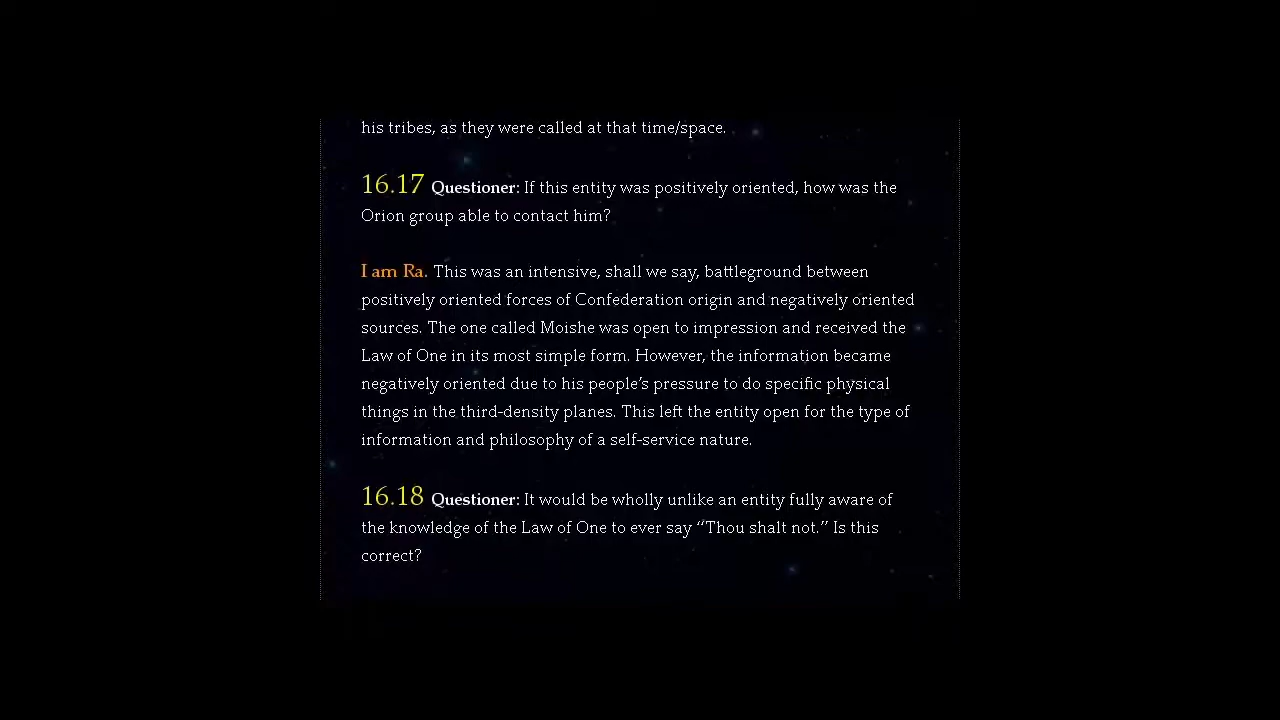 his tribes, as they were called at that time/space.
16.17 Questioner: If this entity was positively oriented, how was the
Orion group able to contact him?
I am Ra. This was an intensive, shall we say, battleground between
positively oriented forces of Confederation origin and negatively oriented
sources. The one called Moishe was open to impression and received the
Law of One in its most simple form. However, the information became
negatively oriented due to his people’s pressure to do specific physical
things in the third-density planes. This left the entity open for the type of
information and philosophy of a self-service nature.
16.18 Questioner: It would be wholly unlike an entity fully aware of
the knowledge of the Law of One to ever say “Thou shalt not.” Is this
correct?